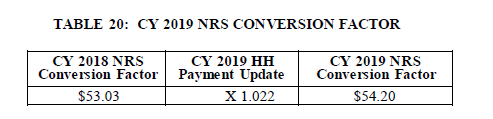 TABLE 20: CY 2019 NRS CONVERSION FACTOR
CY 2018 NRS CY 2019 HH CY 2019 NRS
Conversion Factor Payment Update Conversion Factor
$53.03 X 1.022 $54.20